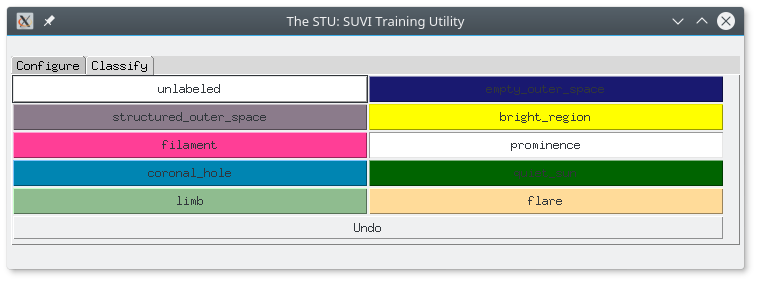 The STU: SUVI Training Utility
Configure Classify
unlabeled empty_outer_space
structured_outer_space bright_region
filament prominence
coronal_hole quiet_sun
limb flare
Undo